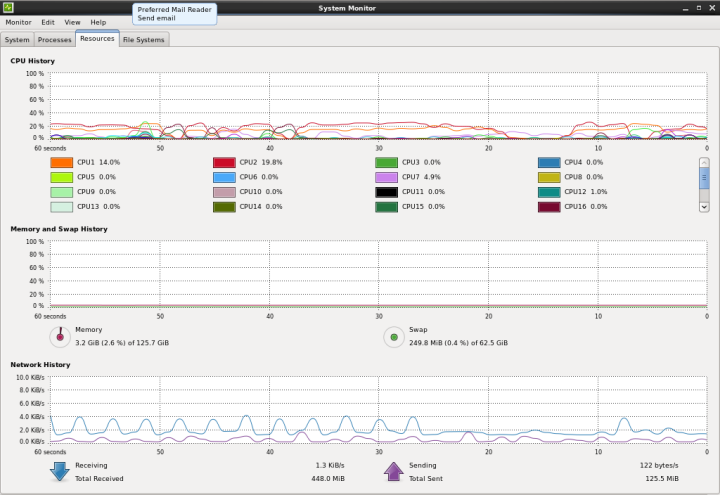 System Monitor
Preferred Mail Reader
Send email
Monitor Edit View Help
System Processes Resources File Systems
CPU History
100 %
80 %
60 %
40 %
20 %
0 %
60 seconds 50 40 30 20 10 0
CPU1 14.0% CPU2 19.8% CPU3 0.0% CPU4 0.0%
CPU5 0.0% CPU6 0.0% CPU7 4.9% CPU8 0.0%
CPU9 0.0% CPU10 0.0% CPU11 0.0% CPU12 1.0%
CPU13 0.0% CPU14 0.0% CPU15 0.0% CPU16 0.0%
Memory and Swap History
100 %
80 %
60 %
40 %
20 %
0 %
60 seconds 50 40 30 20 10 0
Memory Swap
3.2 GiB (2.6 %) of 125.7 GiB 249.8 MiB (0.4 %) of 62.5 GiB
Network History
10.0 KiB/s
8.0 KiB/s
6.0 KiB/s
4.0 KiB/s
2.0 KiB/s
0.0 KiB/s
60 seconds 50 40 30 20 10 0
Receiving 1.3 KiB/s Sending 122 bytes/s
Total Received 448.0 MiB Total Sent 125.5 MiB